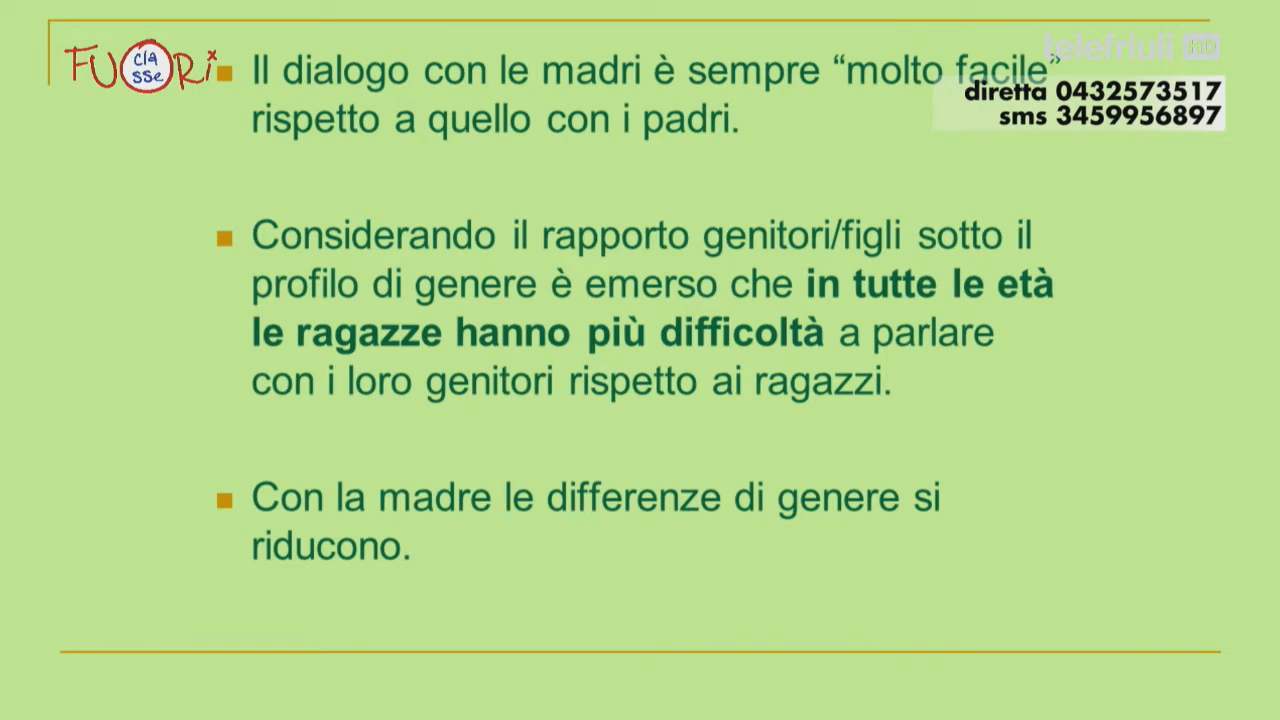 FUORi
cla
sse
telefriuli HD
diretta 0432573517
sms 3459956897
Il dialogo con le madri è sempre “molto facile”
rispetto a quello con i padri.
Considerando il rapporto genitori/figli sotto il
profilo di genere è emerso che in tutte le età
le ragazze hanno più difficoltà a parlare
con i loro genitori rispetto ai ragazzi.
Con la madre le differenze di genere si
riducono.